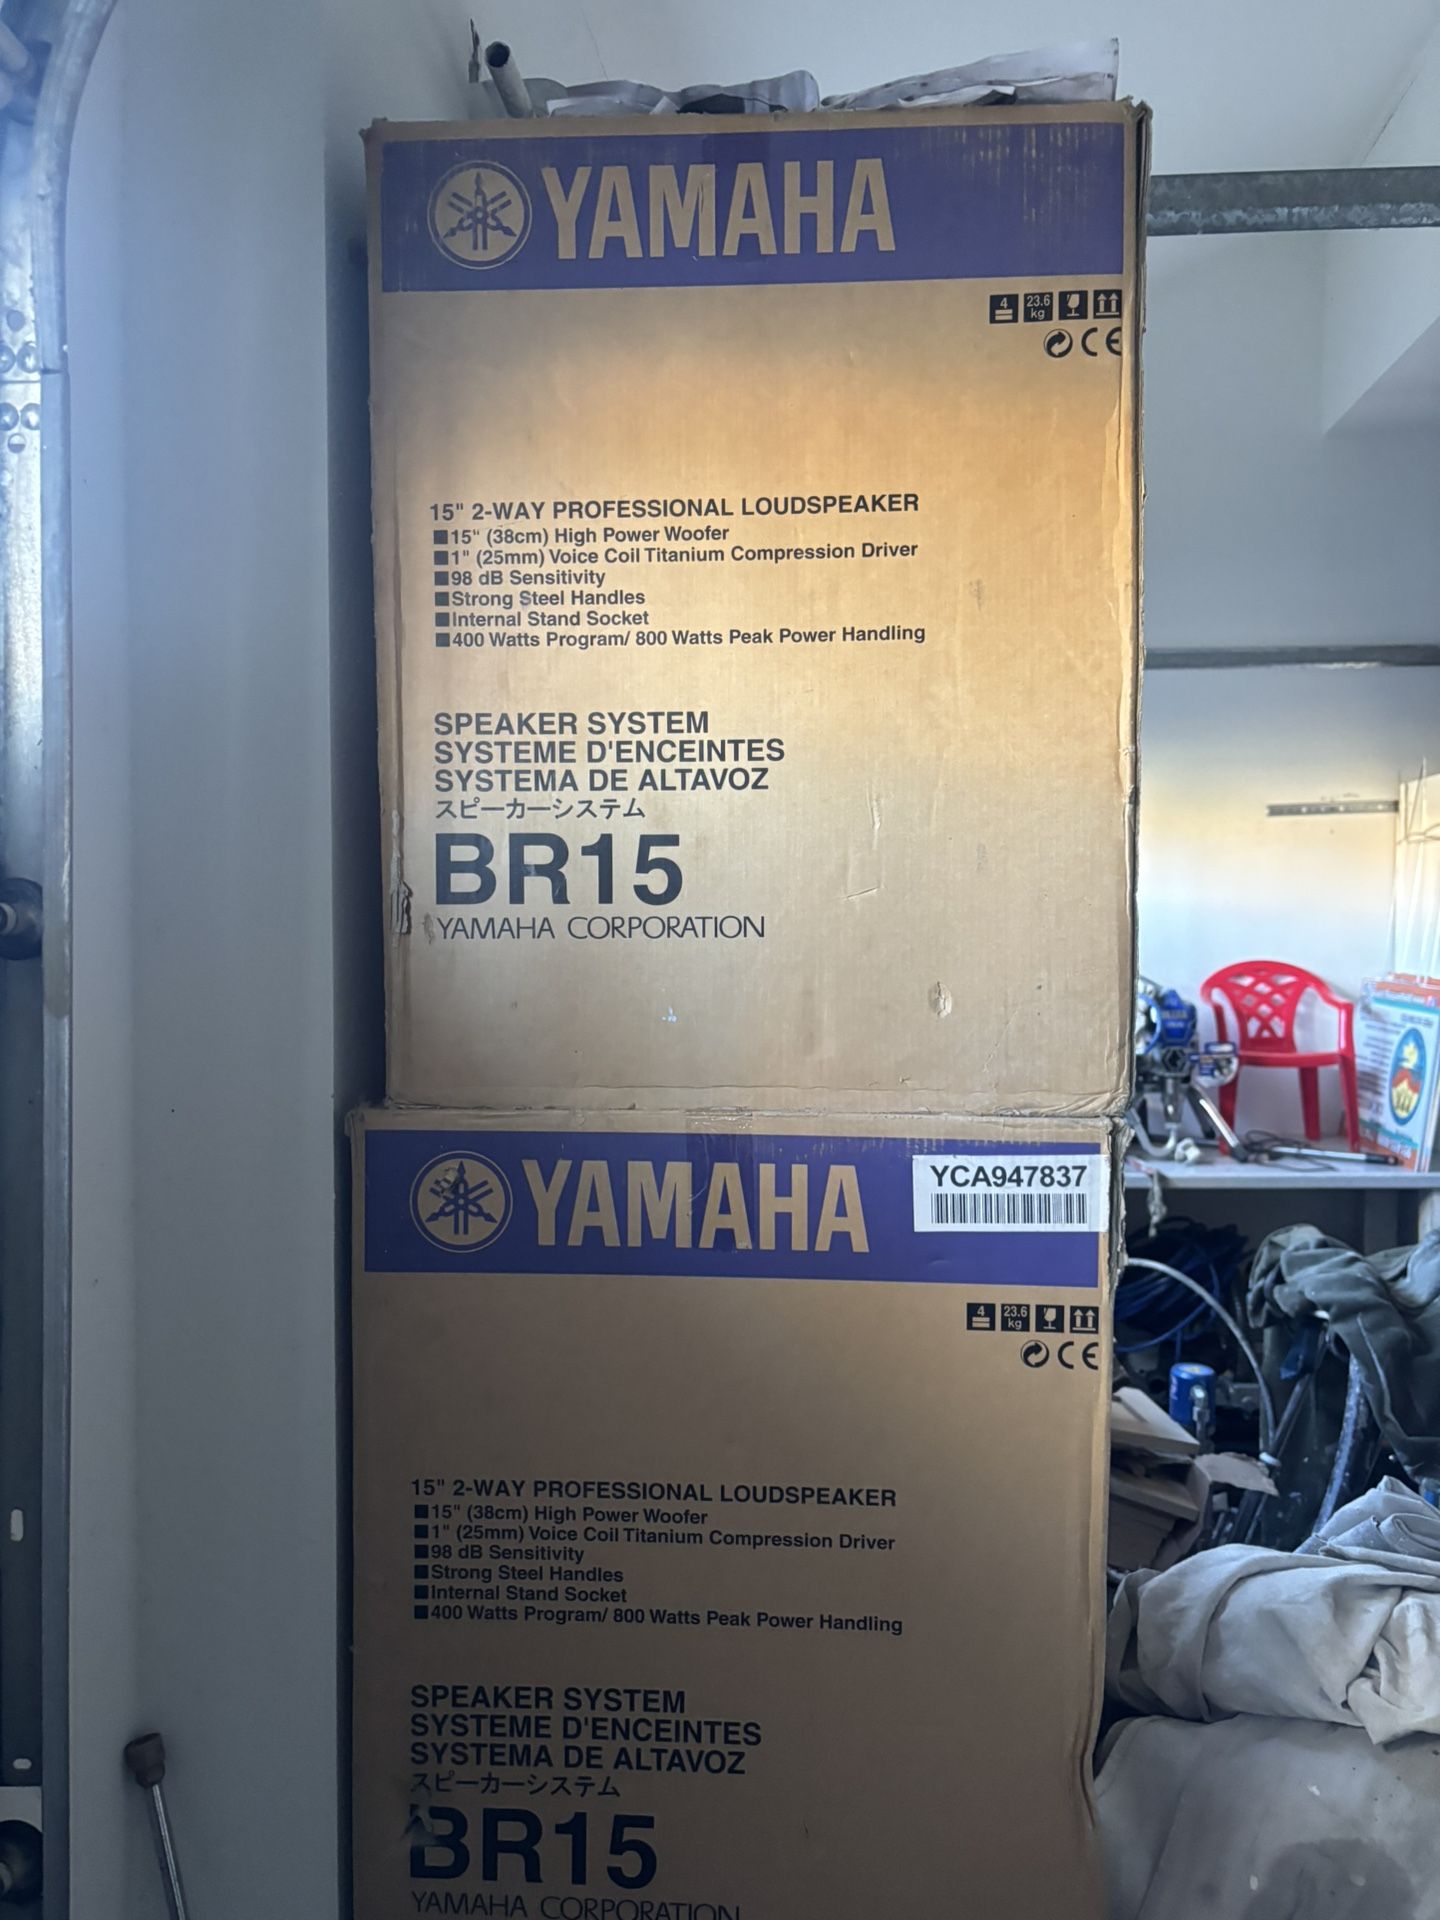 YAMAHA
4
23.6
kg
CE
15" 2-WAY PROFESSIONAL LOUDSPEAKER
■15" (38cm) High Power Woofer
■1" (25mm) Voice Coil Titanium Compression Driver
■98 dB Sensitivity
■Strong Steel Handles
■Internal Stand Socket
■400 Watts Program/ 800 Watts Peak Power Handling
SPEAKER SYSTEM
SYSTEME D'ENCEINTES
SYSTEMA DE ALTAVOZ
スピーカーシステム
BR15
YAMAHA CORPORATION
YAMAHA
YCA947837
4
23.6
kg
CE
15" 2-WAY PROFESSIONAL LOUDSPEAKER
■15" (38cm) High Power Woofer
■1" (25mm) Voice Coil Titanium Compression Driver
■98 dB Sensitivity
■Strong Steel Handles
■Internal Stand Socket
■400 Watts Program/ 800 Watts Peak Power Handling
SPEAKER SYSTEM
SYSTEME D'ENCEINTES
SYSTEMA DE ALTAVOZ
スピーカーシステム
BR15
YAMAHA CORPORATION